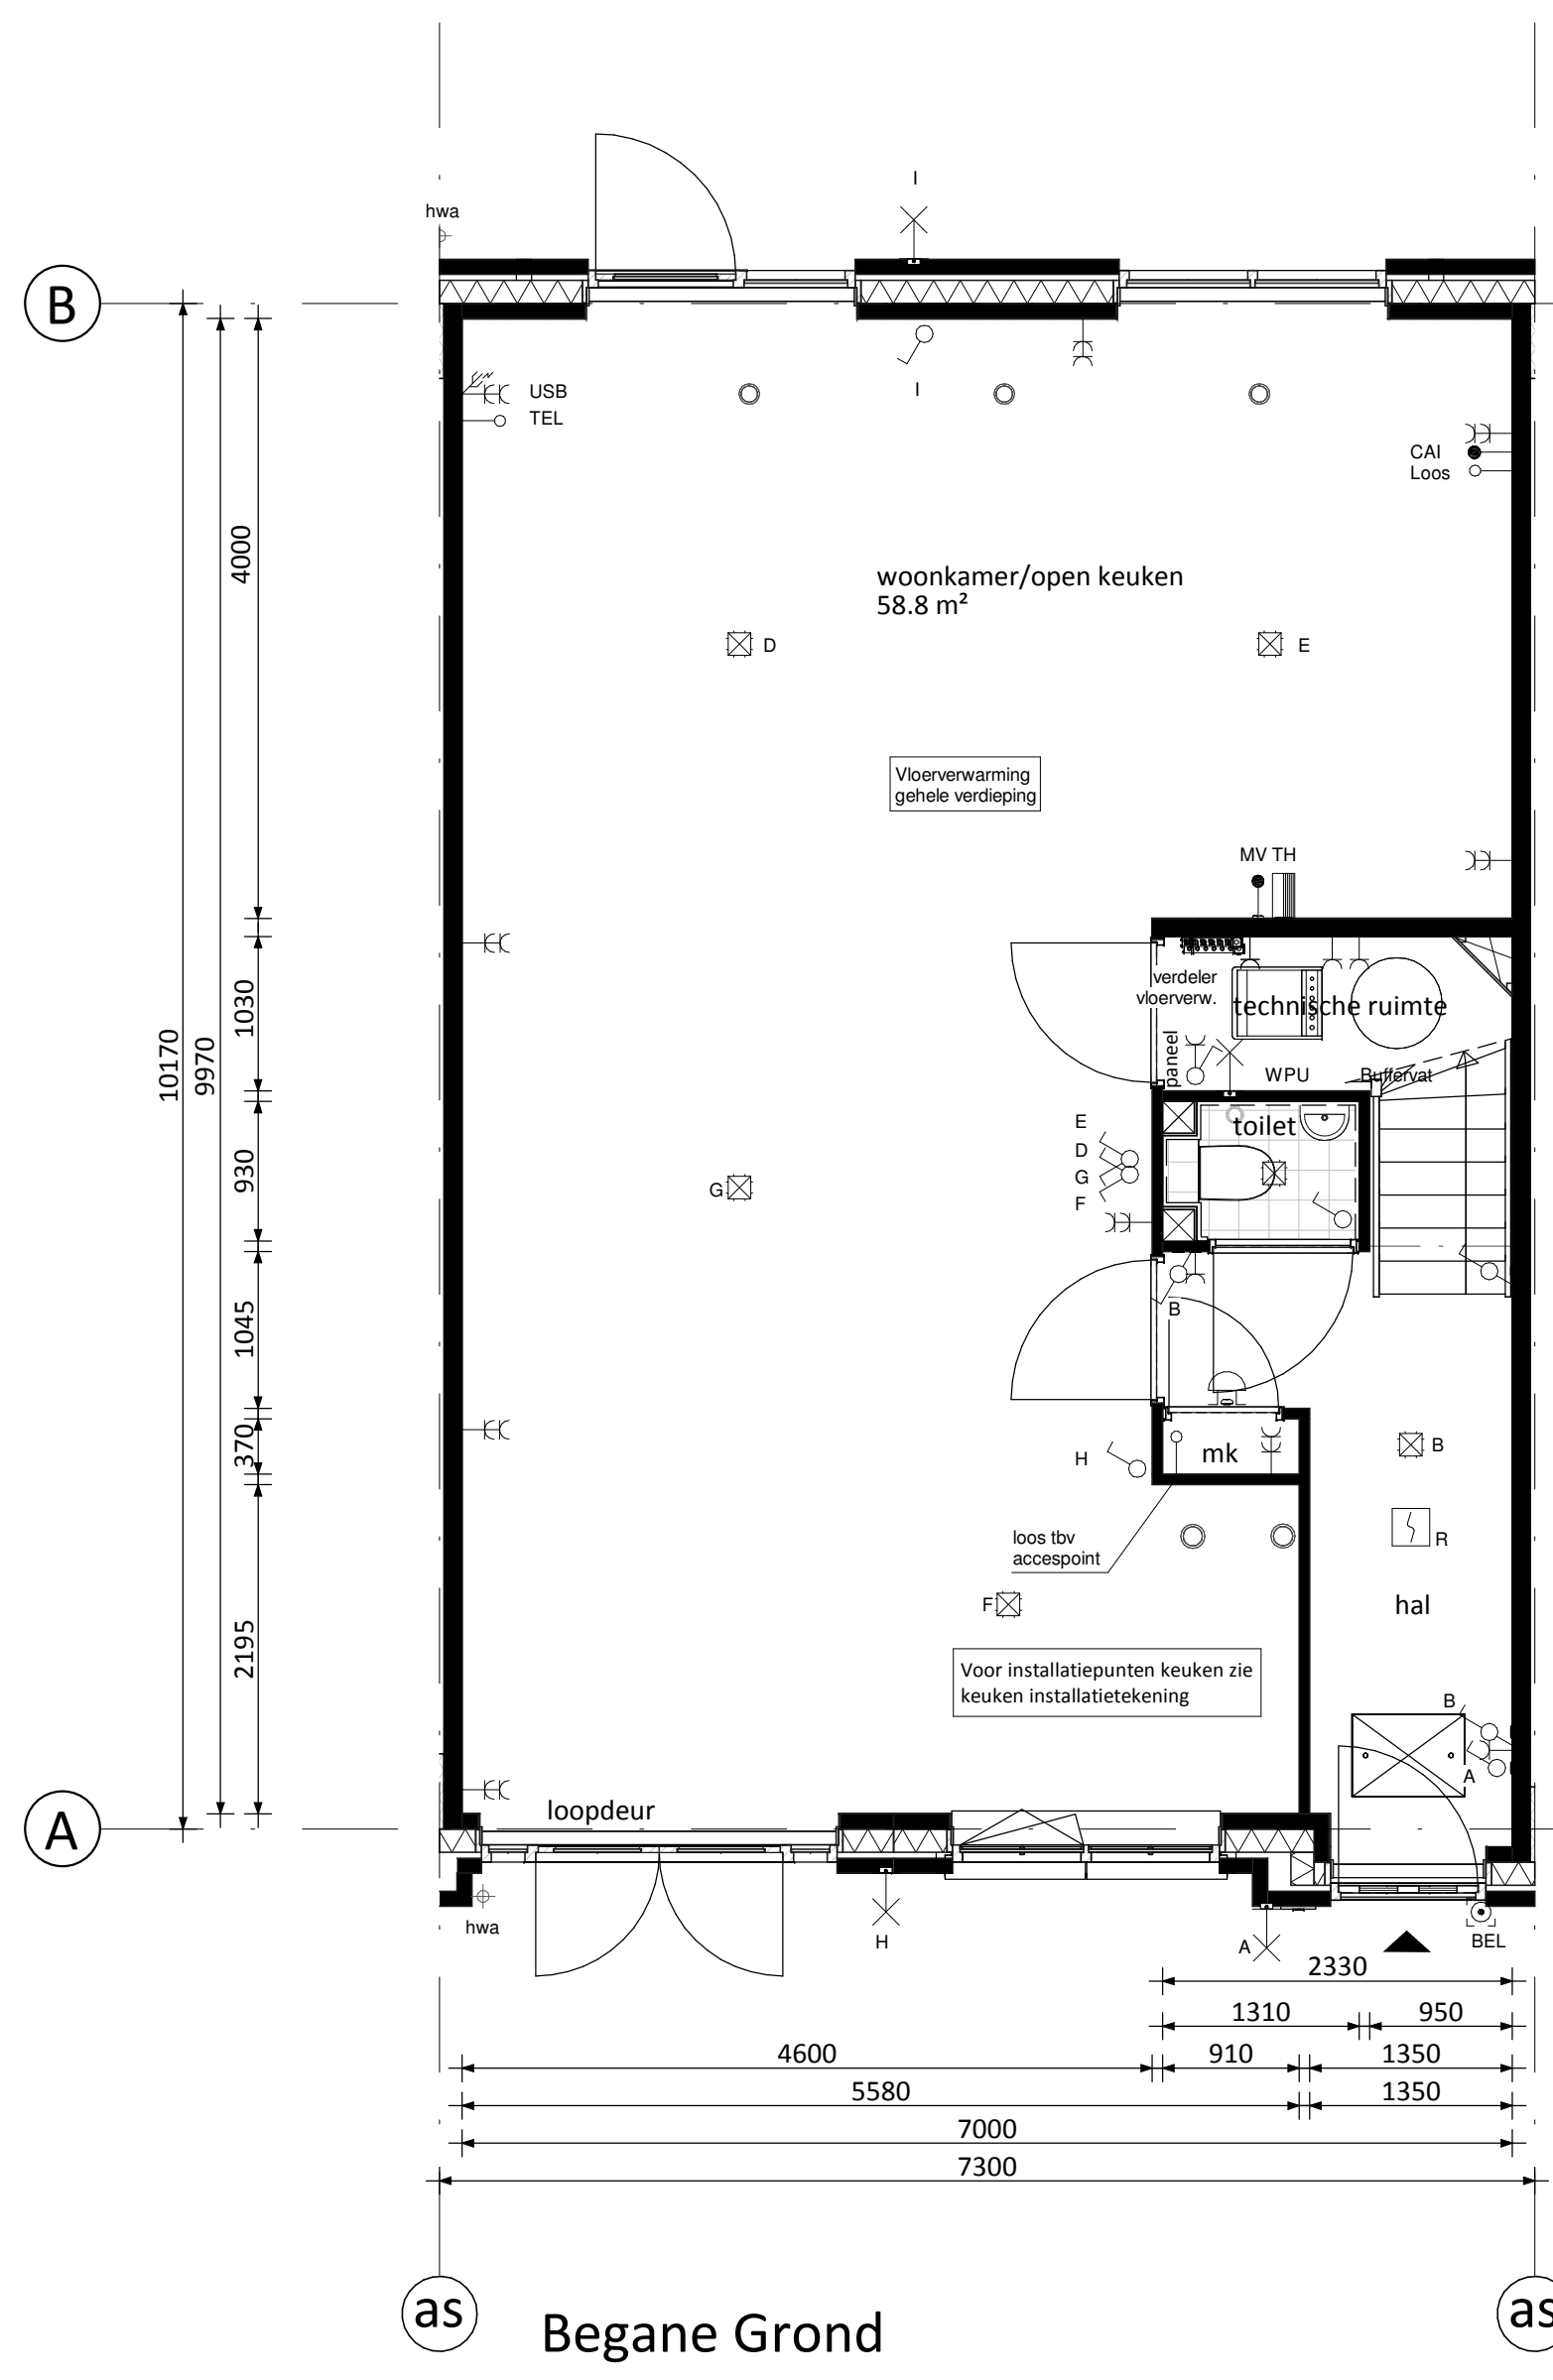 I
hwa
B
I
USB
TEL
CAI
Loos
4000
woonkamer/open keuken
58.8 m²
D
E
Vloerverwarming
gehele verdieping
MV TH
verdeler
vloerverw.
technische ruimte
1030
10170
9970
paneel
WPU
Buffervat
E
D
G
F
toilet
930
G
B
1045
370
H
mk
B
loos tbv
accespoint
R
F
hal
2195
Voor installatiepunten keuken zie
keuken installatietekening
B
A
A
loopdeur
hwa
H
A
BEL
2330
1310
950
4600
910
1350
5580
1350
7000
7300
as
as
Begane Grond